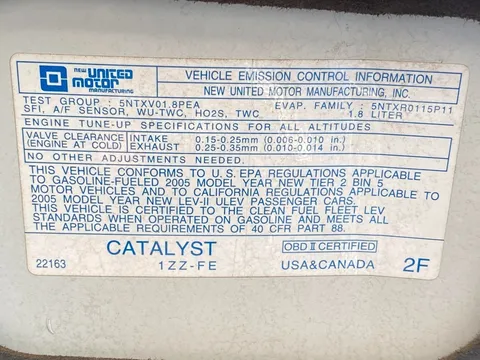 NEW UNITED MOTOR MANUFACTURING
VEHICLE EMISSION CONTROL INFORMATION
NEW UNITED MOTOR MANUFACTURING, INC.
TEST GROUP : 5NTXV01.8PEA EVAP. FAMILY : 5NTXR0115P11
SFI, A/F SENSOR, WU-TWC, HO2S, TWC 1.8 LITER
ENGINE TUNE-UP SPECIFICATIONS FOR ALL ALTITUDES
VALVE CLEARANCE INTAKE 0.15-0.25mm (0.006-0.010 in.)
(ENGINE AT COLD) EXHAUST 0.25-0.35mm (0.010-0.014 in.)
NO OTHER ADJUSTMENTS NEEDED.
THIS VEHICLE CONFORMS TO U.S.EPA REGULATIONS APPLICABLE
TO GASOLINE-FUELED 2005 MODEL YEAR NEW TIER 2 BIN 5
MOTOR VEHICLES AND TO CALIFORNIA REGULATIONS APPLICABLE TO
2005 MODEL YEAR NEW LEV-II ULEV PASSENGER CARS.
THIS VEHICLE IS CERTIFIED TO THE CLEAN FUEL FLEET LEV
STANDARDS WHEN OPERATED ON GASOLINE AND MEETS ALL
THE APPLICABLE REQUIREMENTS OF 40 CFR PART 88.
CATALYST OBD II CERTIFIED
22163 1ZZ-FE USA&CANADA 2F